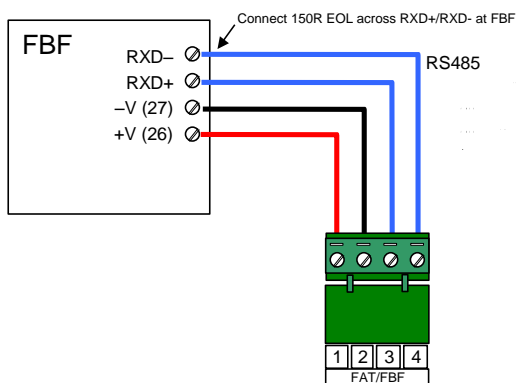 Connect 150R EOL across RXD+/RXD- at FBF
FBF
RXD–
RXD+
–V (27)
+V (26)
RS485
1 2 3 4
FAT/FBF